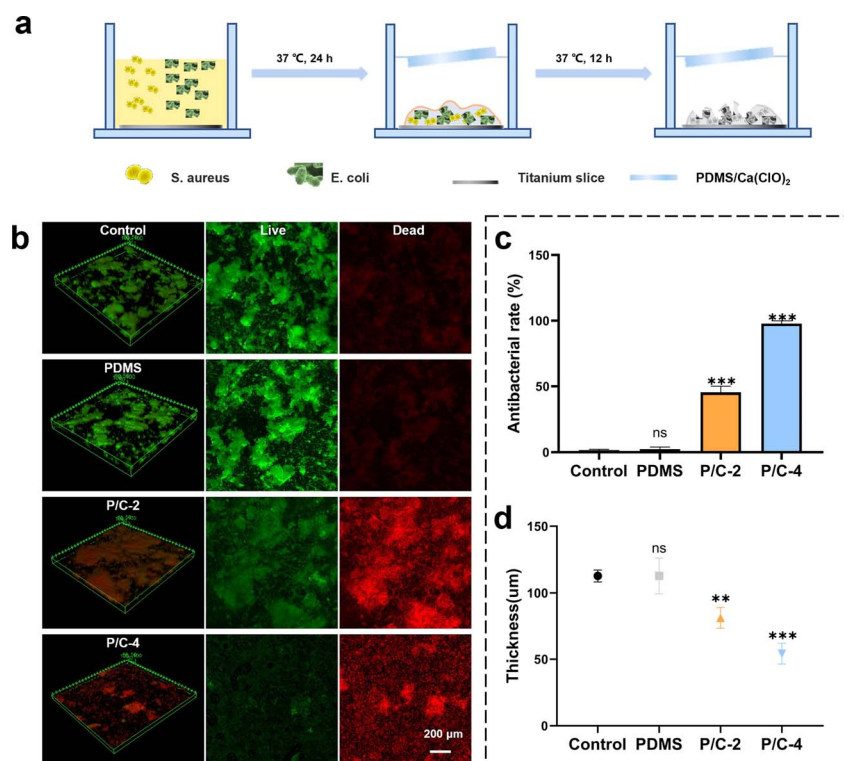 a
37 ℃, 24 h
37 ℃, 12 h
S. aureus
E. coli
Titanium slice
PDMS/Ca(ClO)₂
b
Control
Live
Dead
PDMS
P/C-2
P/C-4
200 μm
c
Antibacterial rate (%)
150
100
50
0
ns
***
***
Control PDMS P/C-2 P/C-4
d
Thickness(um)
150
100
50
0
ns
**
***
Control PDMS P/C-2 P/C-4